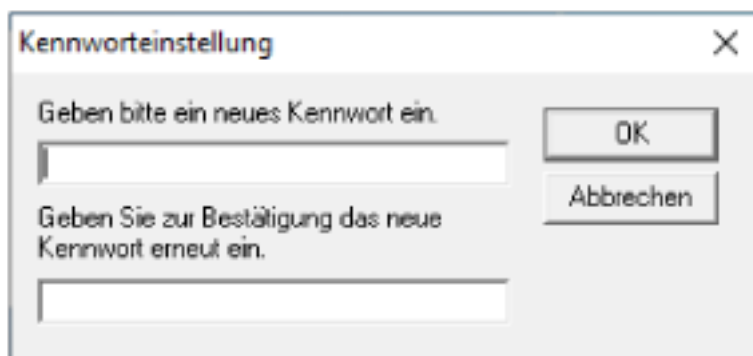 Kennworteinstellung
Geben bitte ein neues Kennwort ein.
OK
Abbrechen
Geben Sie zur Bestätigung das neue
Kennwort erneut ein.